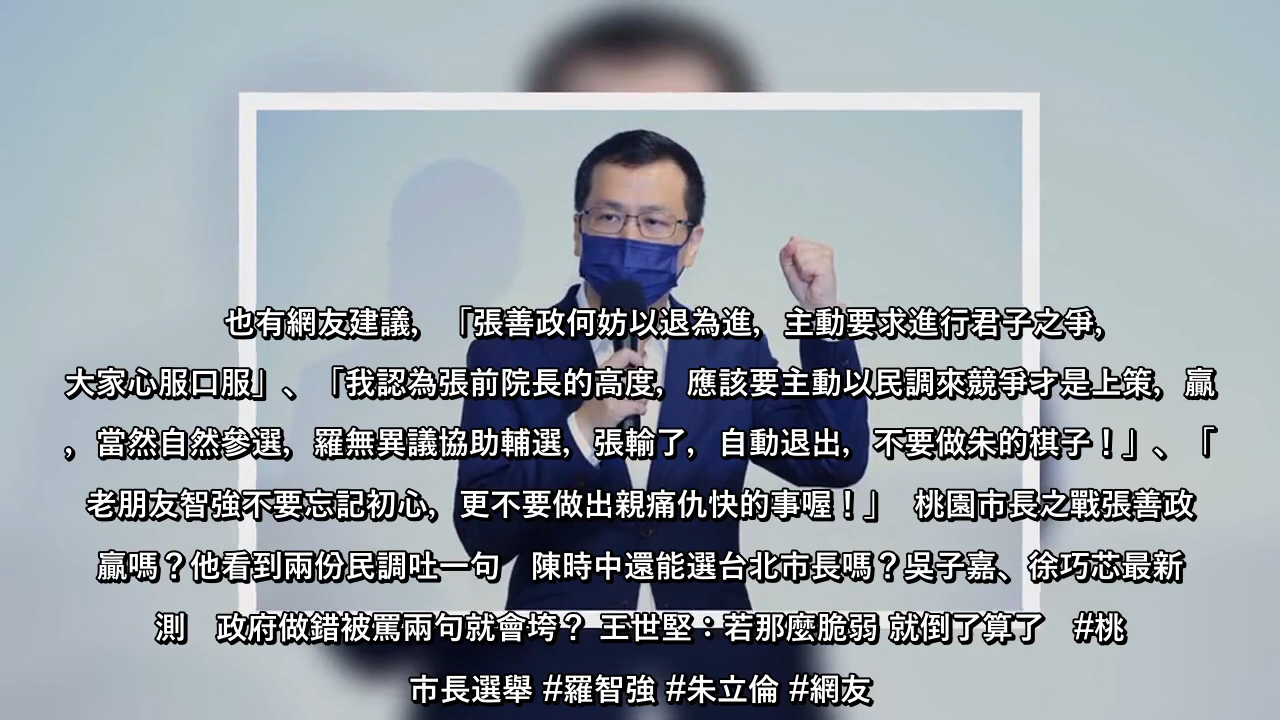 也有網友建議，「張善政何妨以退為進，主動要求進行君子之爭，
大家心服口服」、「我認為張前院長的高度，應該要主動以民調來競爭才是上策，贏
，當然自然參選，羅無異議協助輔選，張輸了，自動退出，不要做朱的棋子！」、「
老朋友智強不要忘記初心，更不要做出親痛仇快的事喔！」 桃園市長之戰張善政
贏嗎？他看到兩份民調吐一句 陳時中還能選台北市長嗎？吳子嘉、徐巧芯最新
測 政府做錯被罵兩句就會垮？ 王世堅：若那麼脆弱 就倒了算了 #桃
市長選舉 #羅智強 #朱立倫 #網友